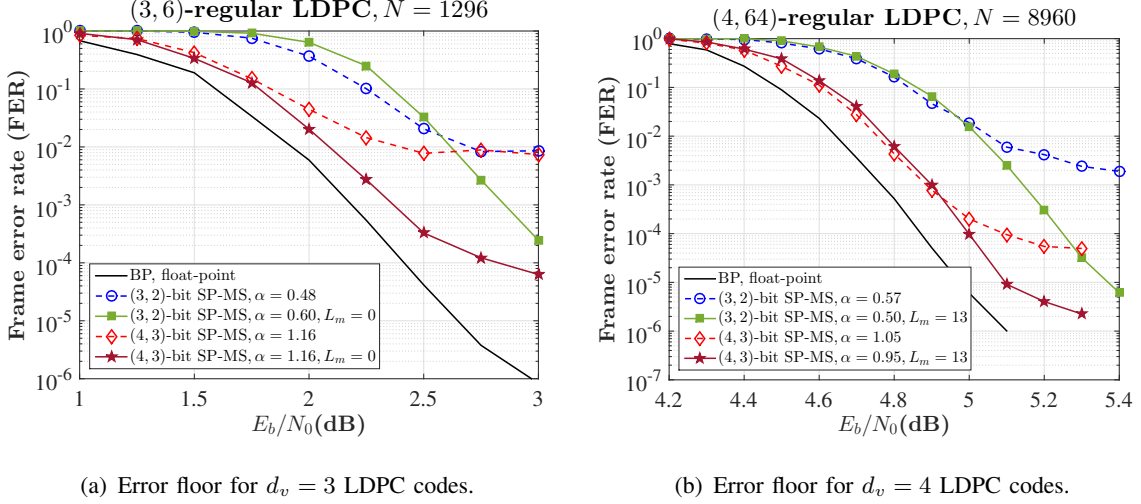 (3, 6)-regular LDPC, N = 1296
Frame error rate (FER)
10^0
10^-1
10^-2
10^-3
10^-4
10^-5
10^-6
BP, float-point
(3, 2)-bit SP-MS, α = 0.48
(3, 2)-bit SP-MS, α = 0.60, L_m = 0
(4, 3)-bit SP-MS, α = 1.16
(4, 3)-bit SP-MS, α = 1.16, L_m = 0
1 1.5 2 2.5 3
E_b/N_0(dB)
(a) Error floor for d_v = 3 LDPC codes.
(4, 64)-regular LDPC, N = 8960
Frame error rate (FER)
10^0
10^-1
10^-2
10^-3
10^-4
10^-5
10^-6
10^-7
BP, float-point
(3, 2)-bit SP-MS, α = 0.57
(3, 2)-bit SP-MS, α = 0.50, L_m = 13
(4, 3)-bit SP-MS, α = 1.05
(4, 3)-bit SP-MS, α = 0.95, L_m = 13
4.2 4.4 4.6 4.8 5 5.2 5.4
E_b/N_0(dB)
(b) Error floor for d_v = 4 LDPC codes.